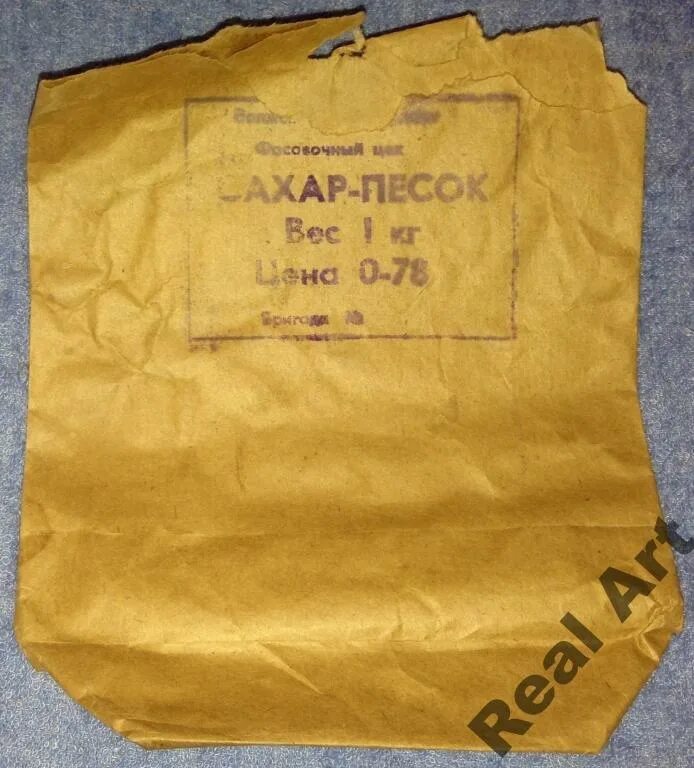 Фасовочный цех
САХАР-ПЕСОК
Вес 1 кг
Цена 0-78
Бригада №
Real Art